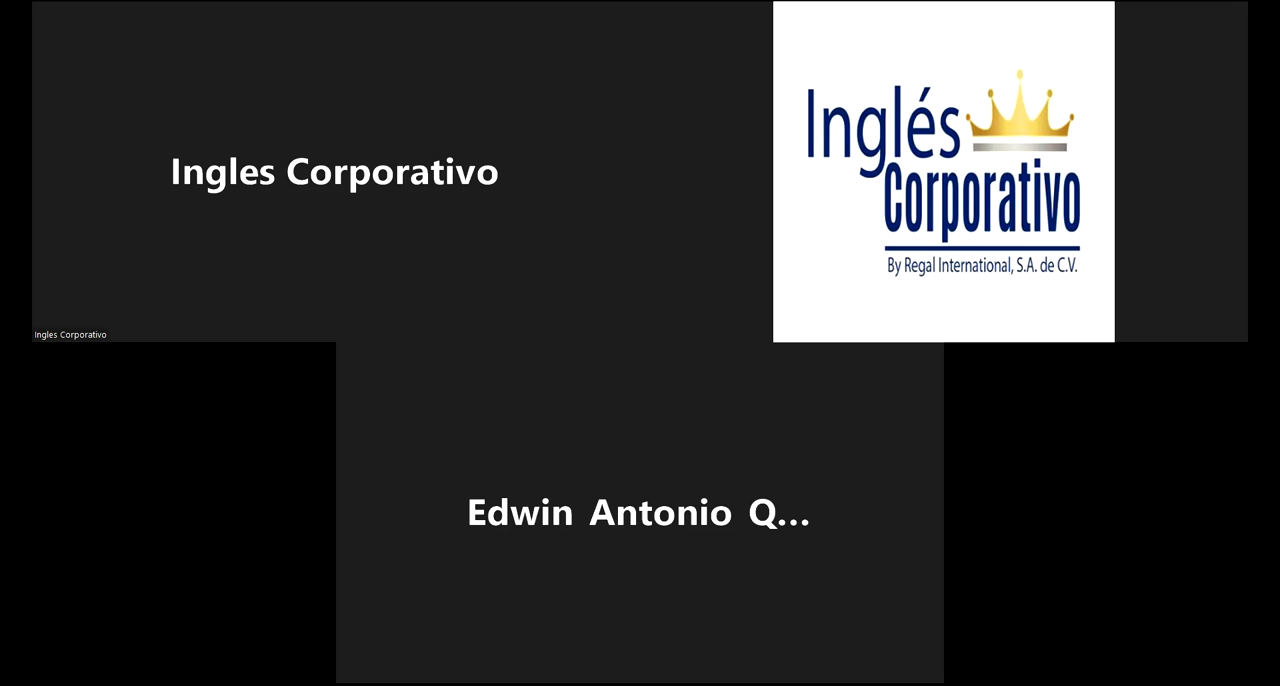 Ingles Corporativo
Inglés
Corporativo
By Regal International, S.A. de C.V.
Ingles Corporativo
Edwin Antonio Q...